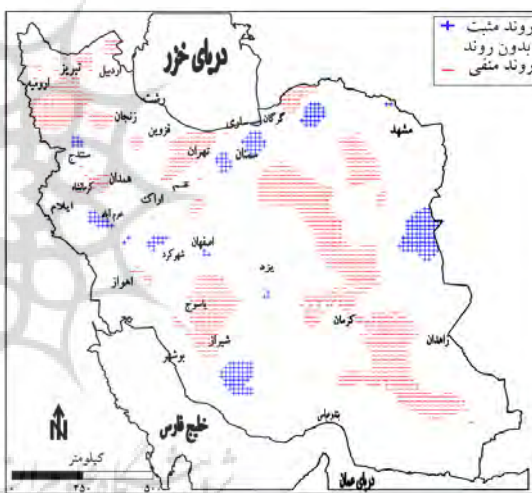 روند مثبت
بدون روند
روند منفی
دریای خزر
اردبیل
تبریز
ارومیه
رشت
زنجان
قزوین
ساری
گرگان
مشهد
تهران
سمنان
سنندج
همدان
کرمانشاه
قم
اراک
ایلام
خرم آباد
اصفهان
شهرکرد
یزد
اهواز
یاسوج
کرمان
زاهدان
شیراز
بوشهر
بندرعباس
خلیج فارس
دریای عمان
N
کیلومتر